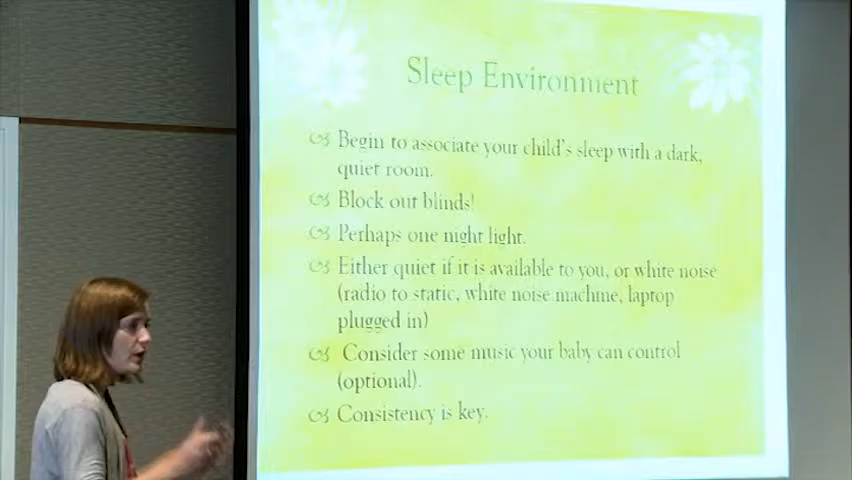 Sleep Environment
Begin to associate your child's sleep with a dark,
quiet room.
Block out blinds!
Perhaps one night light.
Either quiet if it is available to you, or white noise
(radio to static, white noise machine, laptop
plugged in)
Consider some music your baby can control
(optional).
Consistency is key.